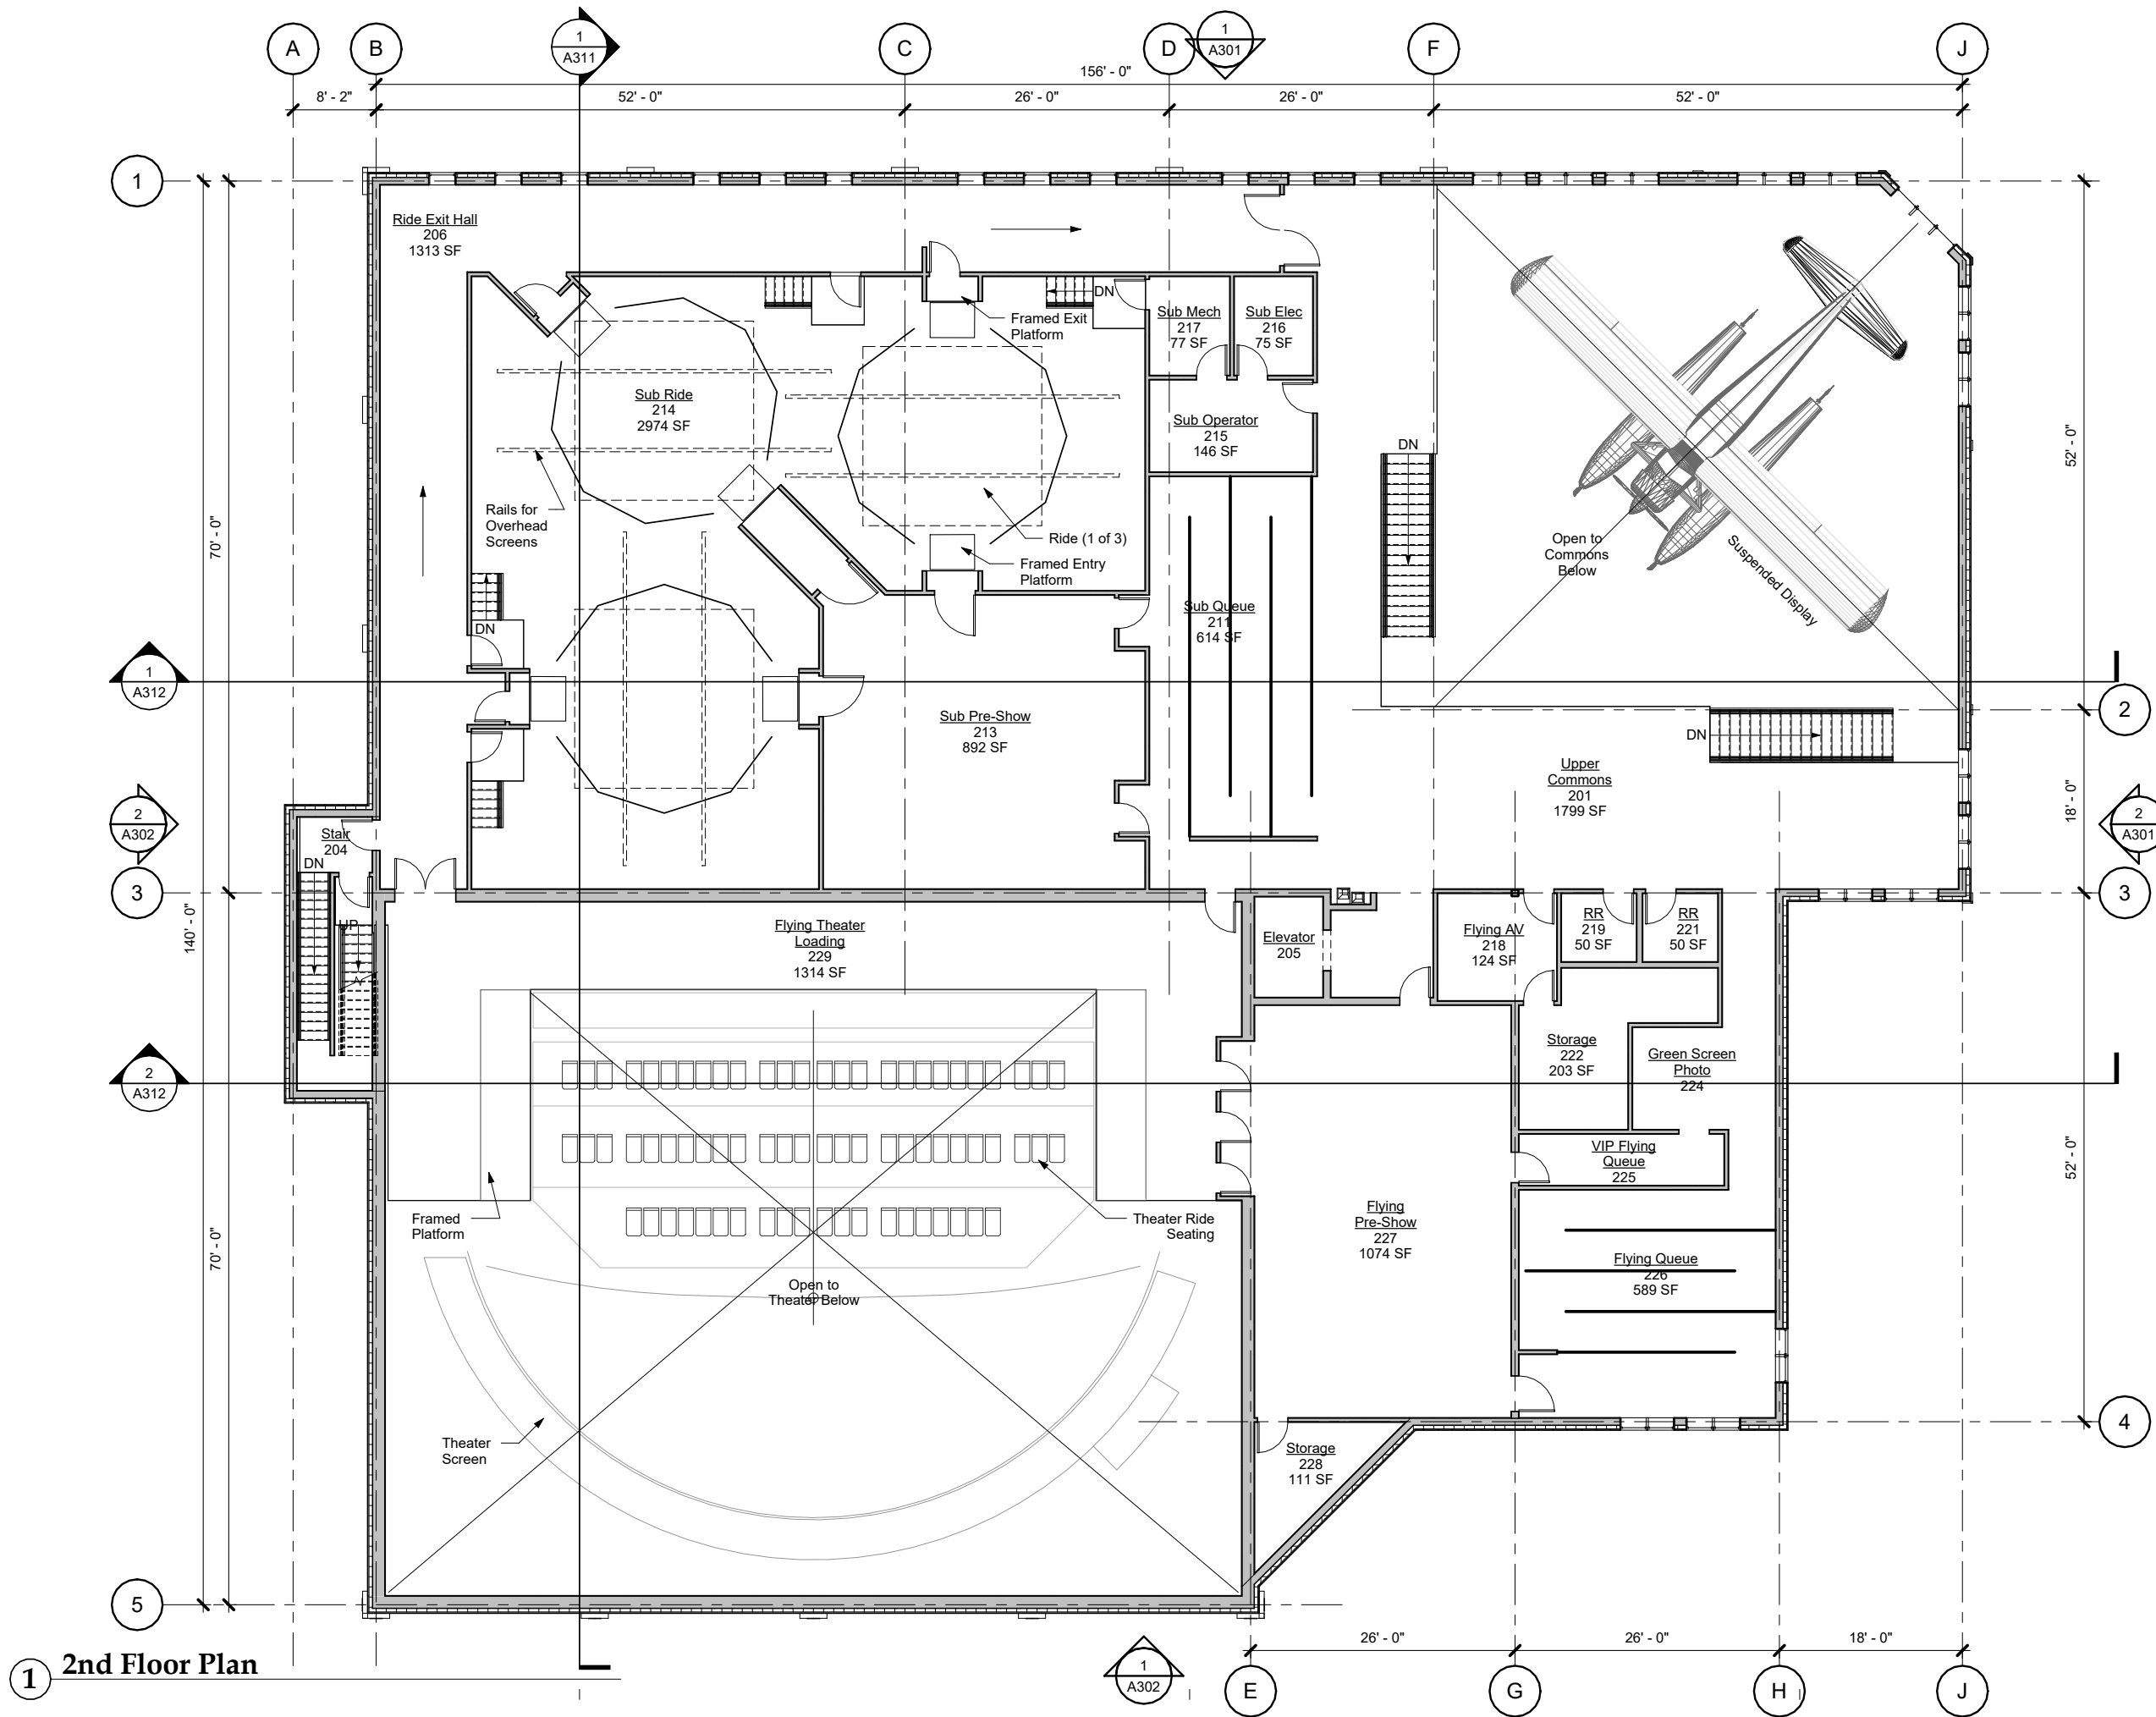 A
B
1
A311
C
D
1
A301
F
J
156' - 0"
8' - 2"
52' - 0"
26' - 0"
26' - 0"
52' - 0"
1
Ride Exit Hall
206
1313 SF
Framed Exit
Platform
DN
Sub Mech
217
77 SF
Sub Elec
216
75 SF
Sub Ride
214
2974 SF
Sub Operator
215
146 SF
DN
52' - 0"
70' - 0"
Rails for
Overhead
Screens
Ride (1 of 3)
Framed Entry
Platform
Open to
Commons
Below
Suspended Display
Sub Queue
211
614 SF
DN
1
A312
2
Sub Pre-Show
213
892 SF
DN
Upper
Commons
201
1799 SF
18' - 0"
2
A302
2
A301
Stair
204
DN
3
3
UP
140' - 0"
Flying Theater
Loading
229
1314 SF
Elevator
205
Flying AV
218
124 SF
RR
219
50 SF
RR
221
50 SF
Storage
222
203 SF
Green Screen
Photo
224
2
A312
VIP Flying
Queue
225
52' - 0"
Framed
Platform
Theater Ride
Seating
Flying
Pre-Show
227
1074 SF
70' - 0"
Flying Queue
226
589 SF
Open to
Theater Below
4
Theater
Screen
Storage
228
111 SF
5
26' - 0"
26' - 0"
18' - 0"
1
2nd Floor Plan
1
A302
E
G
H
J